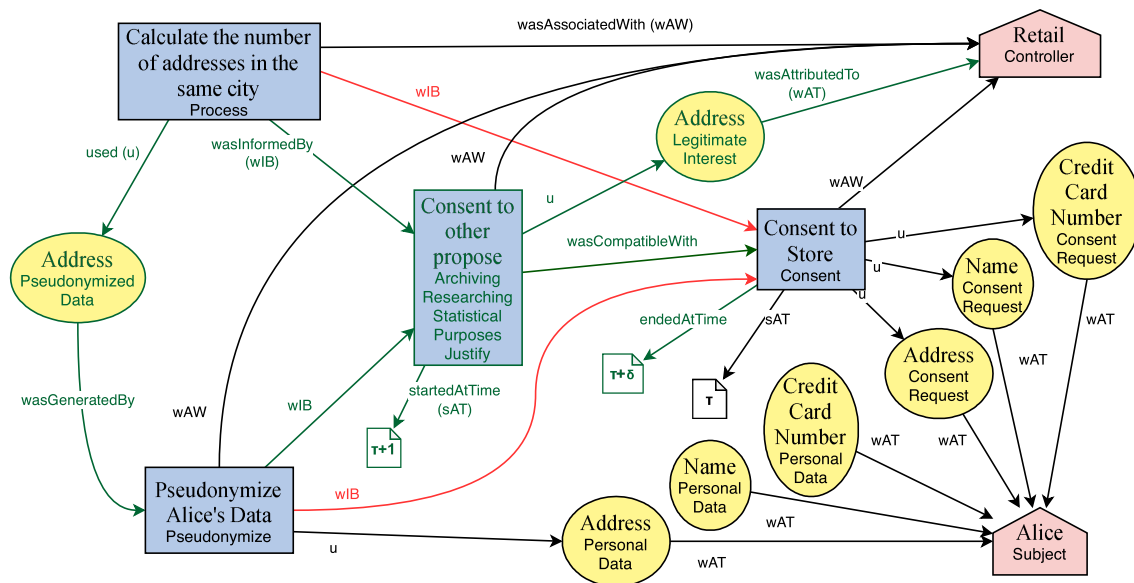 wasAssociatedWith (wAW)
Retail
Controller
Calculate the number
of addresses in the
same city
Process
wIB
wasAttributedTo
(wAT)
Address
Legitimate
Interest
used (u)
wasInformedBy
(wIB)
wAW
u
wAW
Credit
Card
Number
Consent
Request
Consent to
other
propose
Archiving
Researching
Statistical
Purposes
Justify
wasCompatibleWith
Consent to
Store
Consent
u
u
u
Name
Consent
Request
Address
Pseudonymized
Data
endedAtTime
sAT
wAT
wAT
Address
Consent
Request
τ+δ
τ
wasGeneratedBy
wIB
wAW
startedAtTime
(sAT)
τ+1
Credit
Card
Number
Personal
Data
wAT
wAT
Name
Personal
Data
wAT
Pseudonymize
Alice's Data
Pseudonymize
wIB
u
Address
Personal
Data
wAT
Alice
Subject